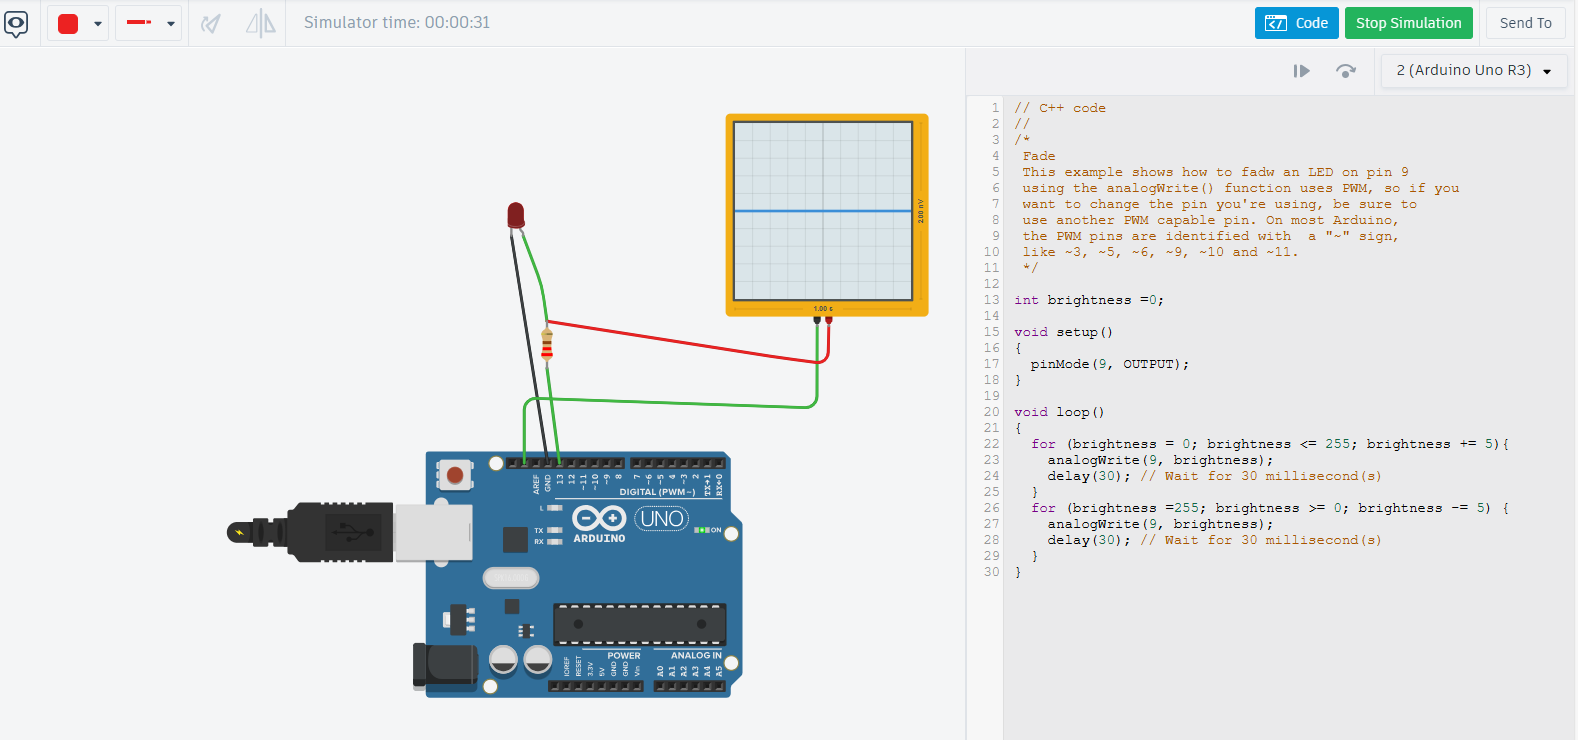 Simulator time: 00:00:31
Code
Stop Simulation
Send To
2 (Arduino Uno R3)
1 // C++ code
2 //
3 /*
4 Fade
5 This example shows how to fadw an LED on pin 9
6 using the analogWrite() function uses PWM, so if you
7 want to change the pin you're using, be sure to
8 use another PWM capable pin. On most Arduino,
9 the PWM pins are identified with  a "~" sign,
10 like ~3, ~5, ~6, ~9, ~10 and ~11.
11 */
12
13 int brightness =0;
14
15 void setup()
16 {
17   pinMode(9, OUTPUT);
18 }
19
20 void loop()
21 {
22   for (brightness = 0; brightness <= 255; brightness += 5){
23     analogWrite(9, brightness);
24     delay(30); // Wait for 30 millisecond(s)
25   }
26   for (brightness =255; brightness >= 0; brightness -= 5) {
27     analogWrite(9, brightness);
28     delay(30); // Wait for 30 millisecond(s)
29   }
30 }
2.00 nV
1.00 s
AREF
GND
13
12
~11
~10
~9
8
7
~6
~5
4
~3
2
TX→1
RX←0
DIGITAL (PWM~)
L
TX
RX
ARDUINO
UNO
ON
POWER
ANALOG IN
IOREF
RESET
3.3V
5V
GND
GND
Vin
A0
A1
A2
A3
A4
A5